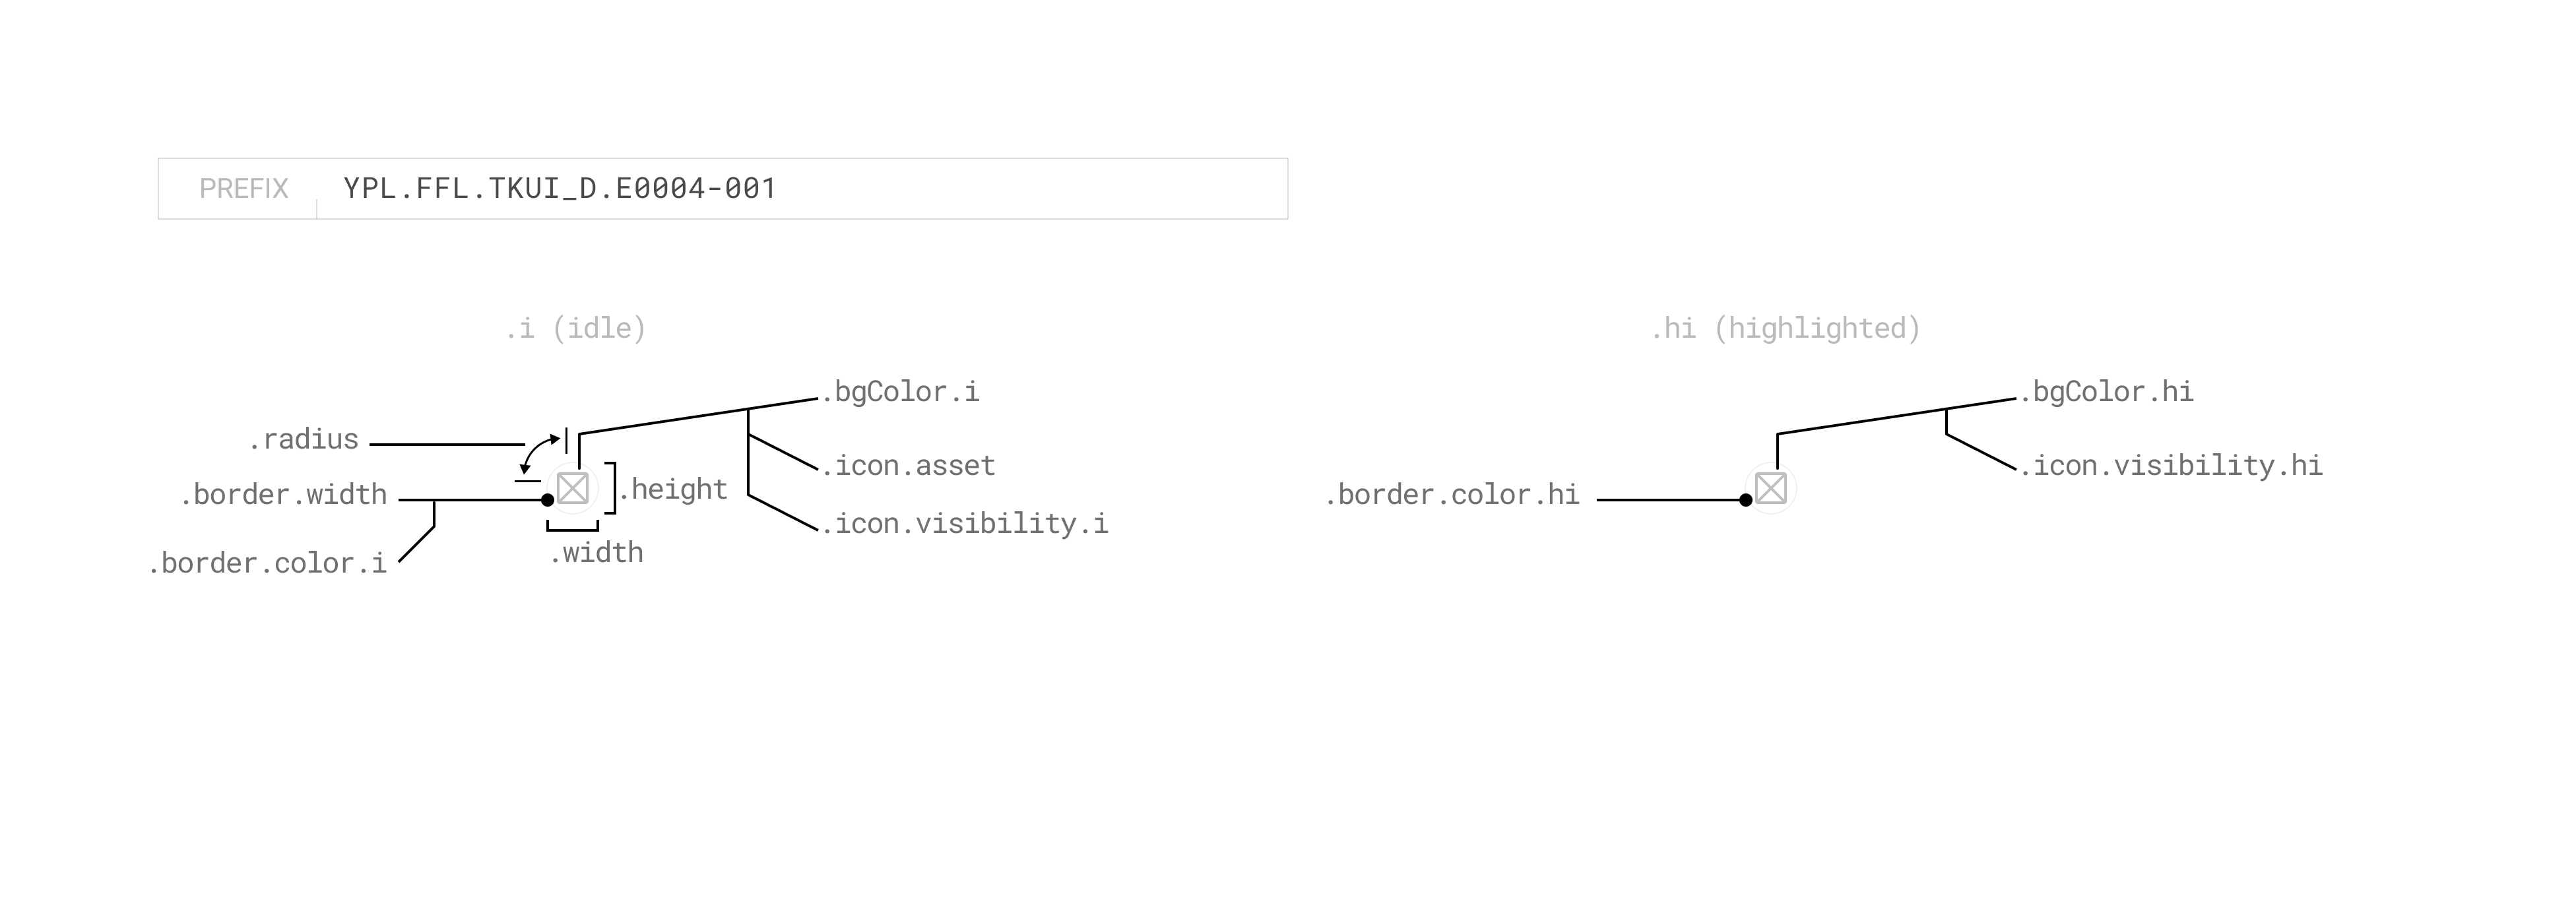 PREFIX YPL.FFL.TKUI_D.E0004-001
.i (idle)
.bgColor.i
.radius
.icon.asset
.border.width
.height
.icon.visibility.i
.width
.border.color.i
.hi (highlighted)
.bgColor.hi
.icon.visibility.hi
.border.color.hi